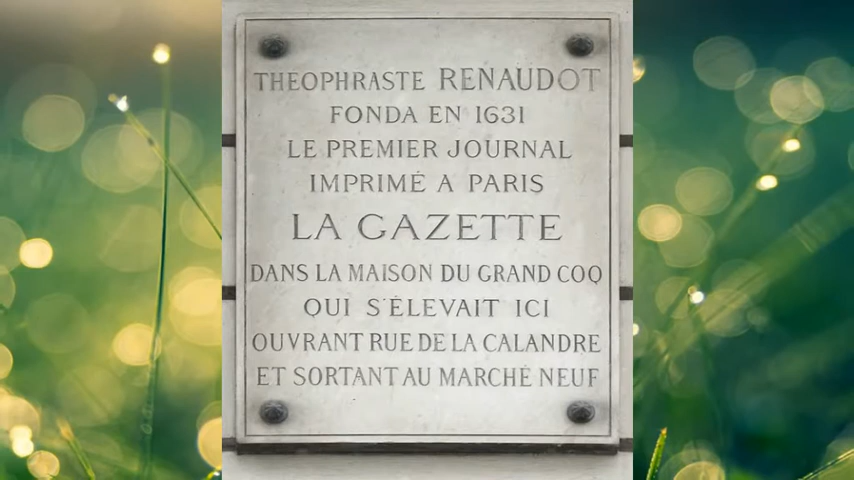 THEOPHRASTE RENAUDOT
FONDA EN 1631
LE PREMIER JOURNAL
IMPRIMÉ A PARIS
LA GAZETTE
DANS LA MAISON DU GRAND COQ
QUI S'ÉLEVAIT ICI
OUVRANT RUE DE LA CALANDRE
ET SORTANT AU MARCHÉ NEUF